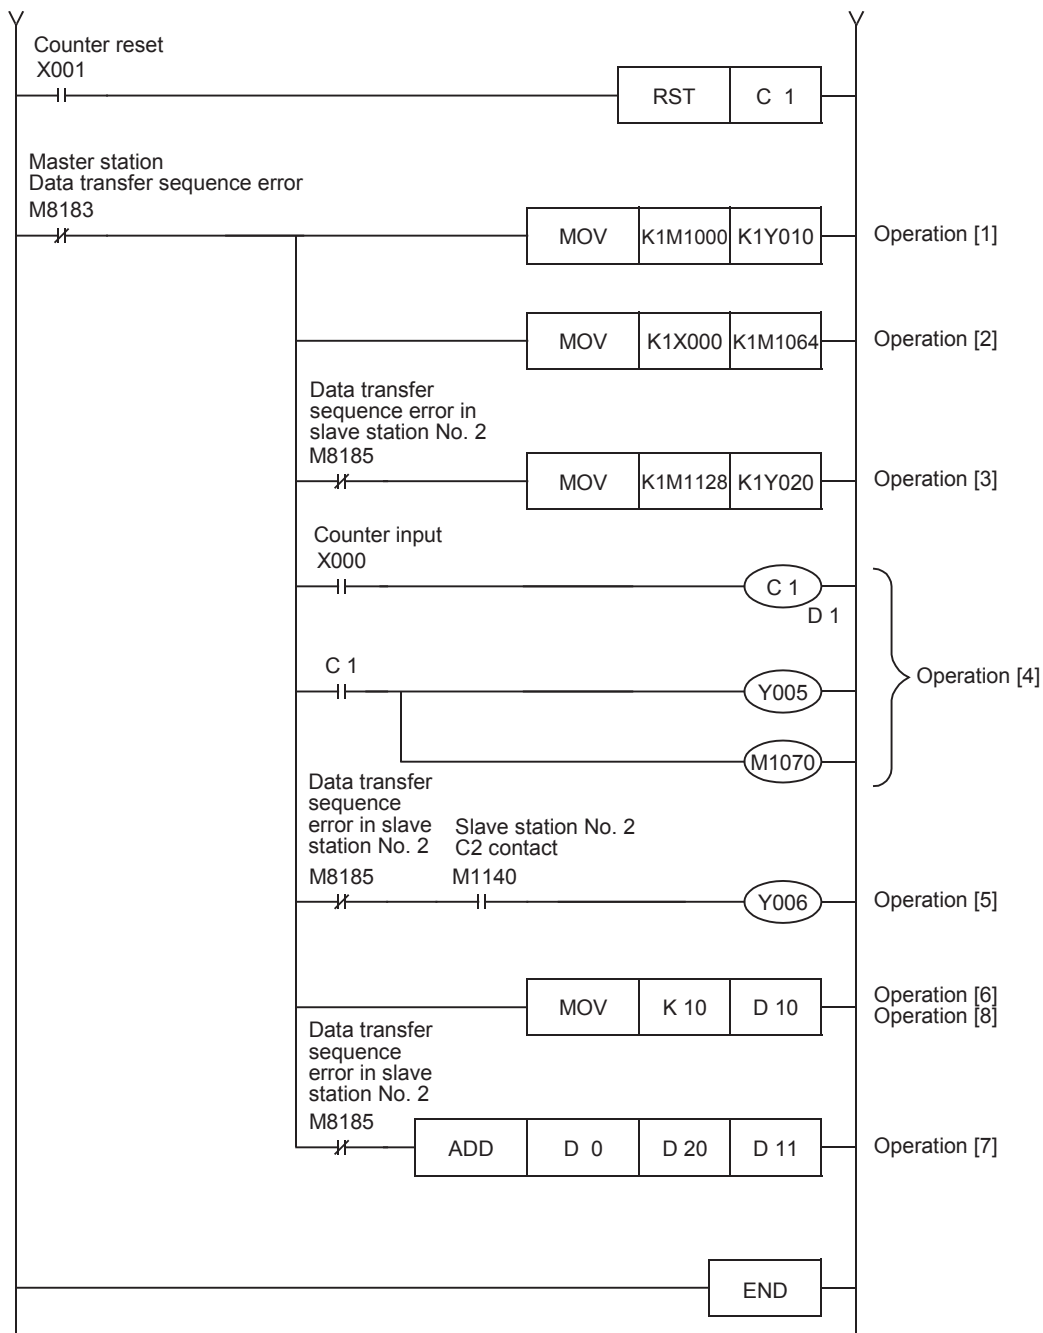 Counter reset
X001
RST C 1
Master station
Data transfer sequence error
M8183
MOV K1M1000 K1Y010 Operation [1]
MOV K1X000 K1M1064 Operation [2]
Data transfer
sequence error in
slave station No. 2
M8185
MOV K1M1128 K1Y020 Operation [3]
Counter input
X000
C 1
D 1
C 1
Y005
Operation [4]
M1070
Data transfer
sequence
error in slave
station No. 2
Slave station No. 2
C2 contact
M8185 M1140
Y006 Operation [5]
MOV K 10 D 10 Operation [6]
Operation [8]
Data transfer
sequence
error in slave
station No. 2
M8185
ADD D 0 D 20 D 11 Operation [7]
END